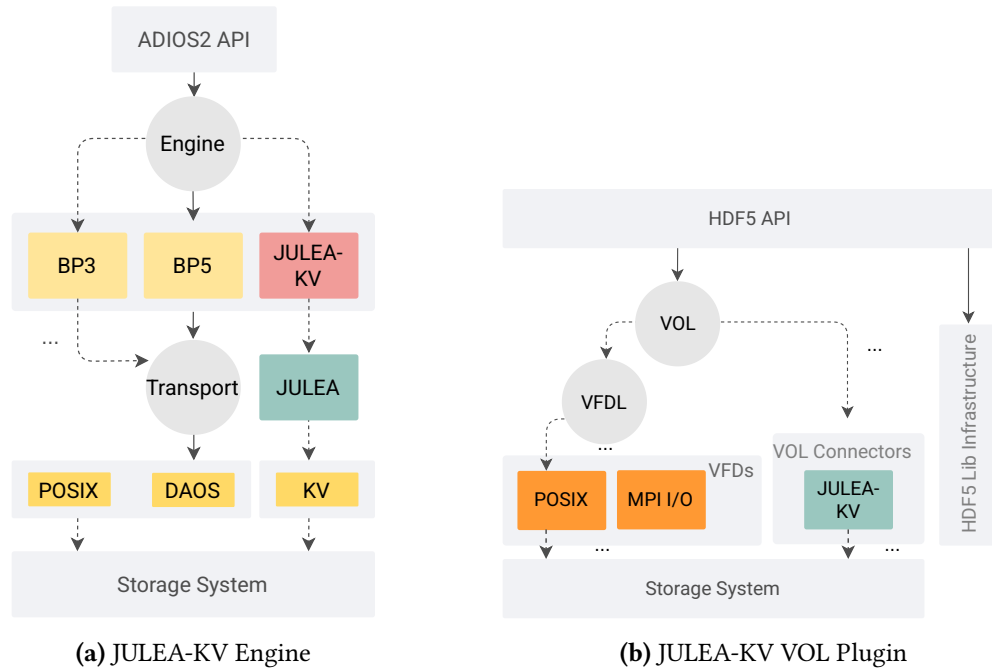 ADIOS2 API
Engine
BP3
BP5
JULEA-
KV
...
Transport
JULEA
POSIX
DAOS
KV
Storage System
(a) JULEA-KV Engine
HDF5 API
VOL
...
VFDL
...
VFDs
POSIX
MPI I/O
VOL Connectors
JULEA-
KV
HDF5 Lib Infrastructure
...
...
Storage System
(b) JULEA-KV VOL Plugin